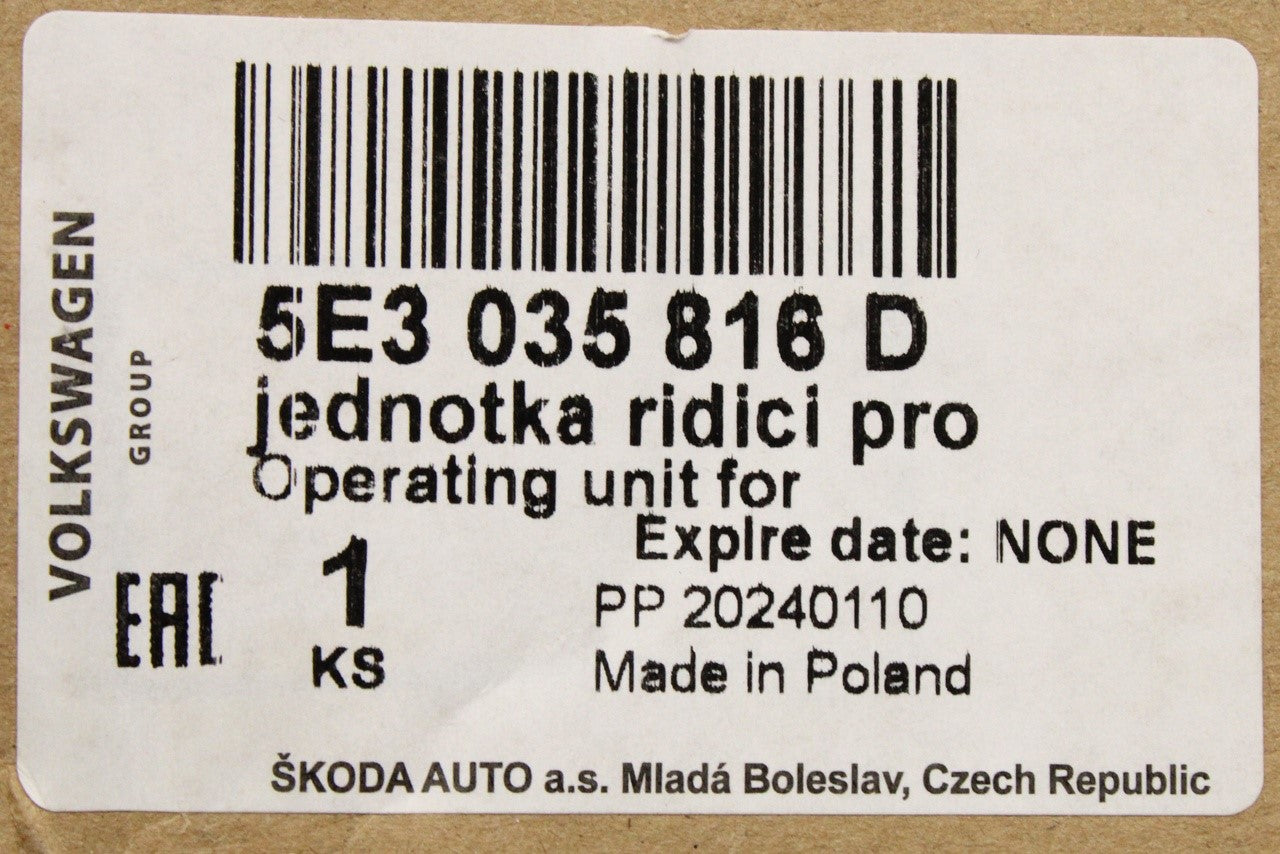 VOLKSWAGEN
GROUP
5E3 035 816 D
jednotka ridici pro
Operating unit for
Expire date: NONE
1
PP 20240110
EAC
KS
Made in Poland
ŠKODA AUTO a.s. Mladá Boleslav, Czech Republic